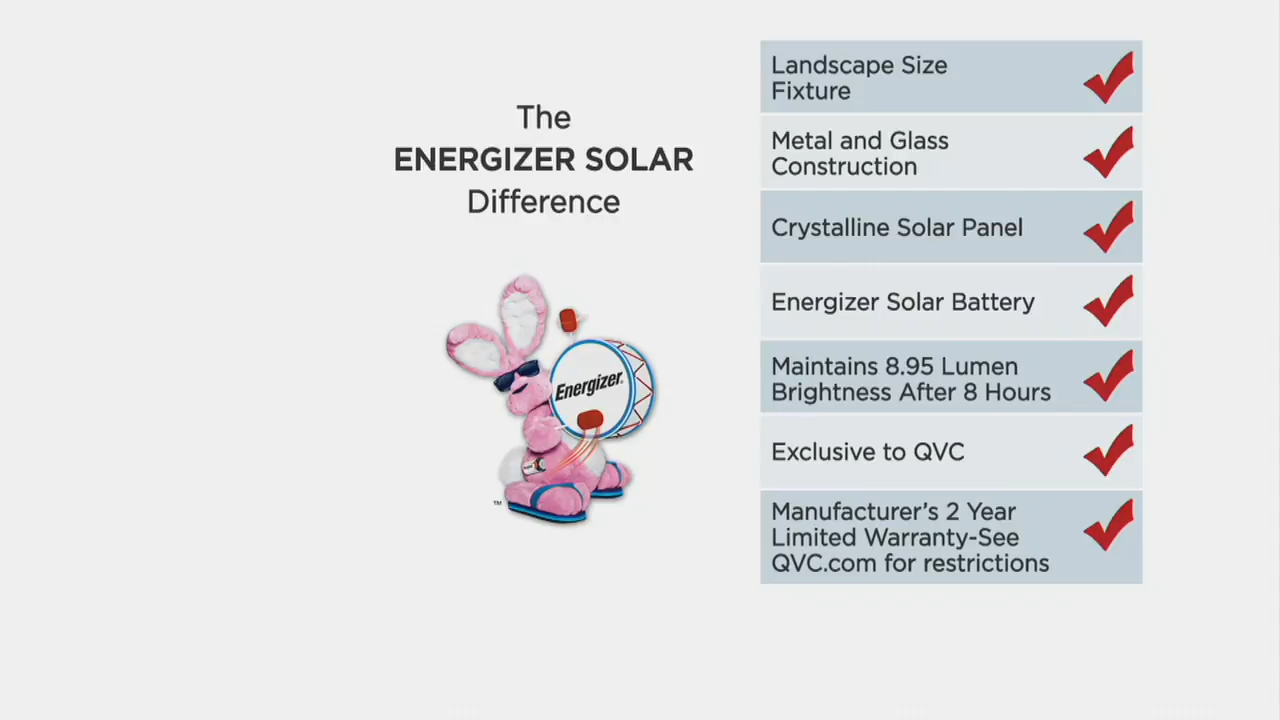 The
ENERGIZER SOLAR
Difference
Energizer
TM
Landscape Size
Fixture
Metal and Glass
Construction
Crystalline Solar Panel
Energizer Solar Battery
Maintains 8.95 Lumen
Brightness After 8 Hours
Exclusive to QVC
Manufacturer's 2 Year
Limited Warranty-See
QVC.com for restrictions